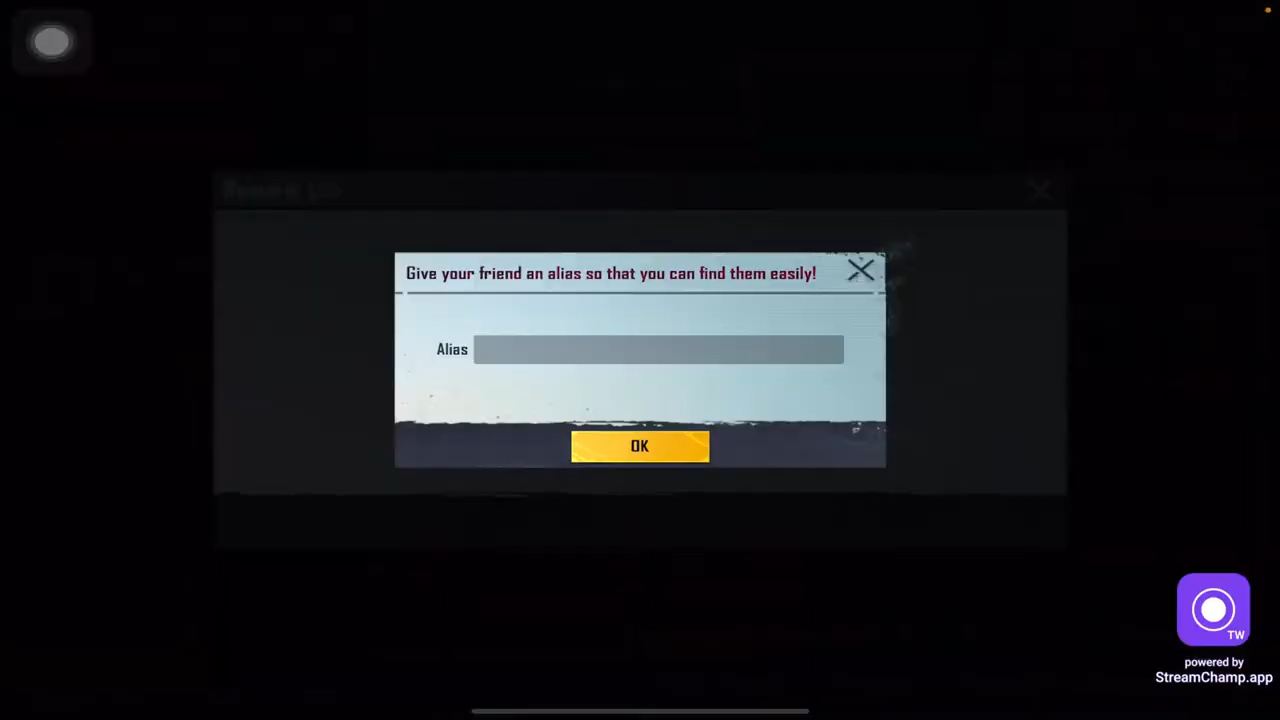 Give your friend an alias so that you can find them easily!
Alias
OK
TW
powered by
StreamChamp.app